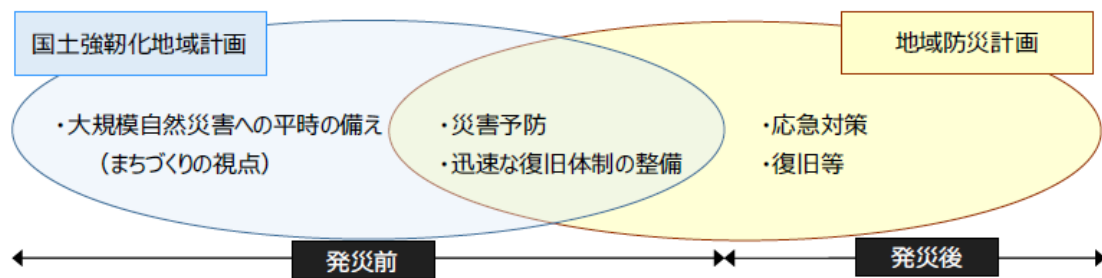 国土強靭化地域計画
地域防災計画
・大規模自然災害への平時の備え
（まちづくりの視点）
・災害予防
・迅速な復旧体制の整備
・応急対策
・復旧等
発災前
発災後